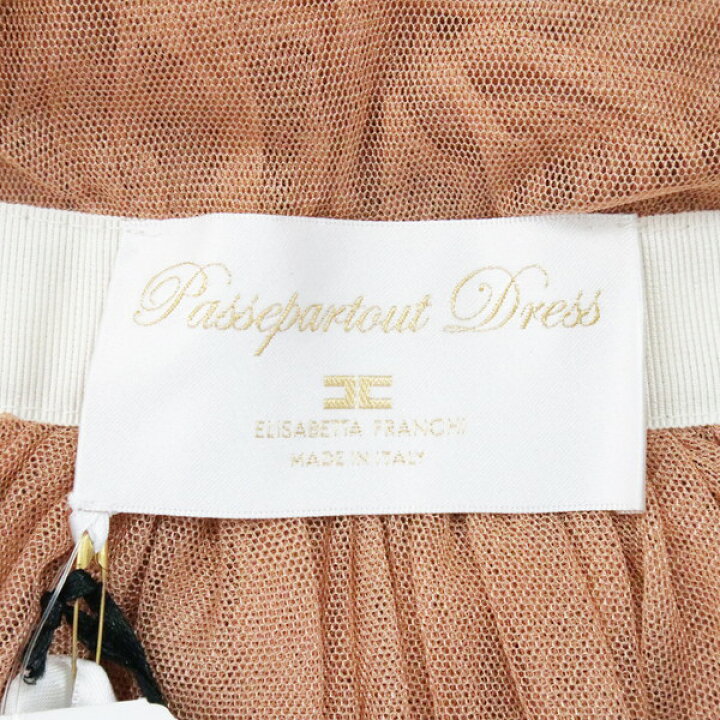 Passepartout Dress
ELISABETTA FRANCHI
MADE IN ITALY